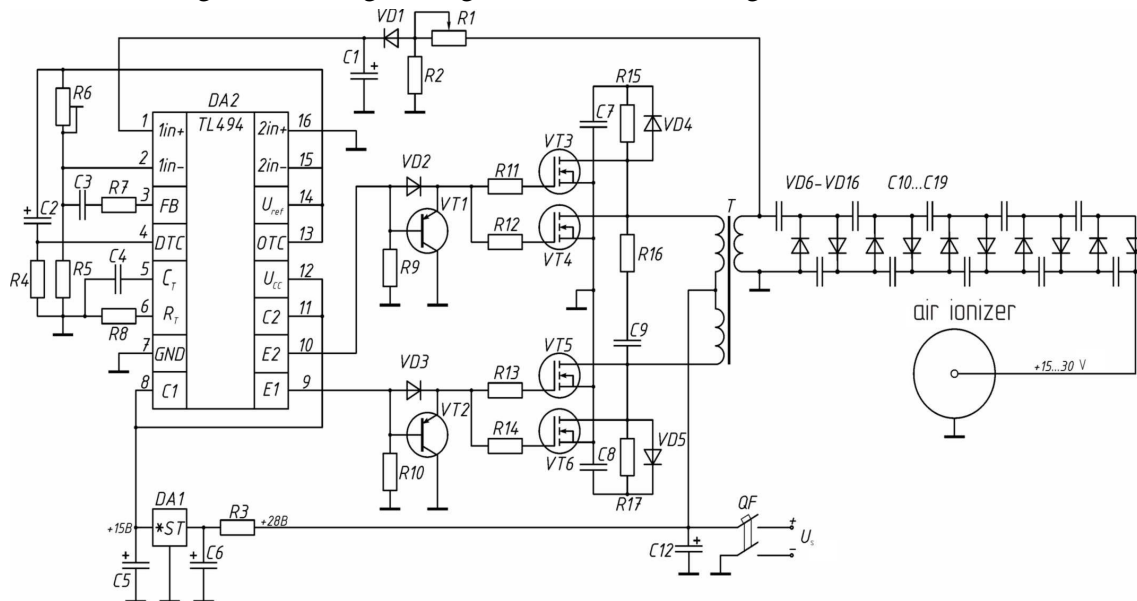 VD1
R1
C1
+
R2
R6
DA2
TL494
1
1in+
2in+
16
2
1in-
2in-
15
3
FB
Uref
14
4
DTC
OTC
13
5
CT
Ucc
12
6
RT
C2
11
7
GND
E2
10
8
C1
E1
9
+
C2
C3
R7
R4
R5
C4
R8
VD2
VT1
R9
R11
R12
VT3
VT4
C7
R15
VD4
R16
C9
VD3
VT2
R10
R13
R14
VT5
VT6
C8
R17
VD5
T
VD6-VD16
C10...C19
air ionizer
+15...30 V
DA1
*ST
R3
+15В
+28В
+
C5
+
C6
C12
+
QF
+
Us
-